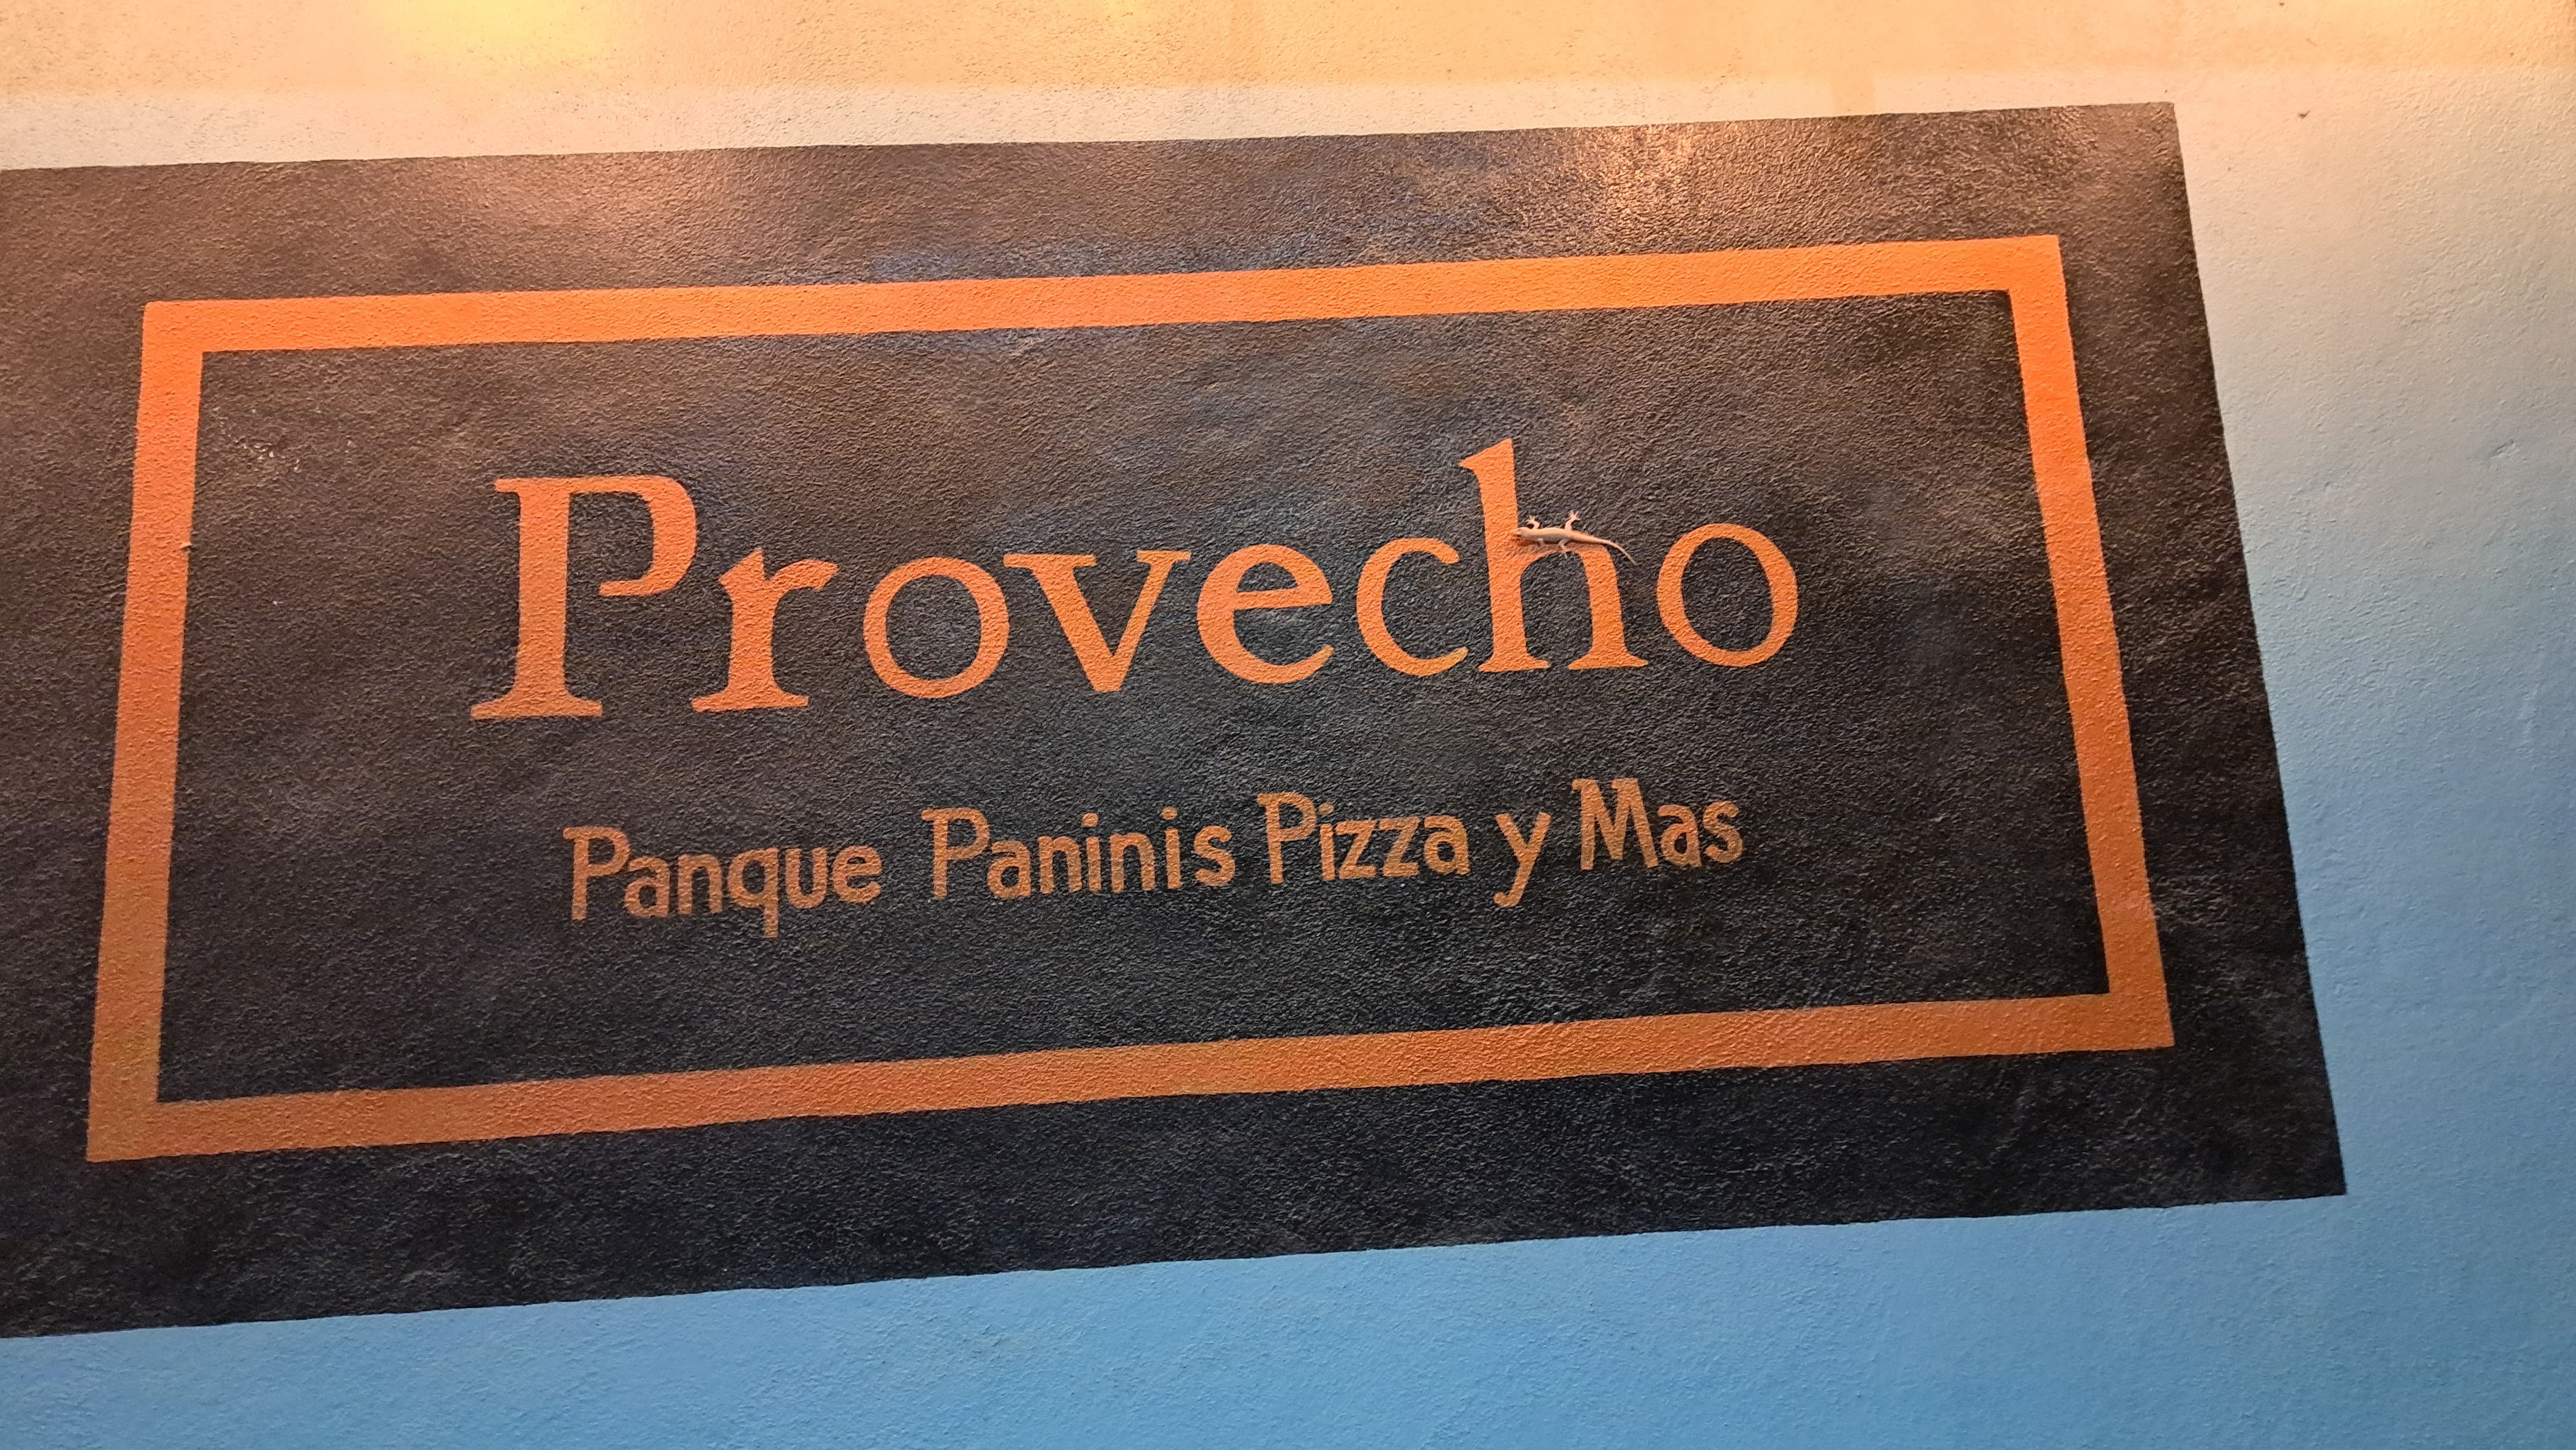 Provecho
Panque Paninis Pizza y Mas